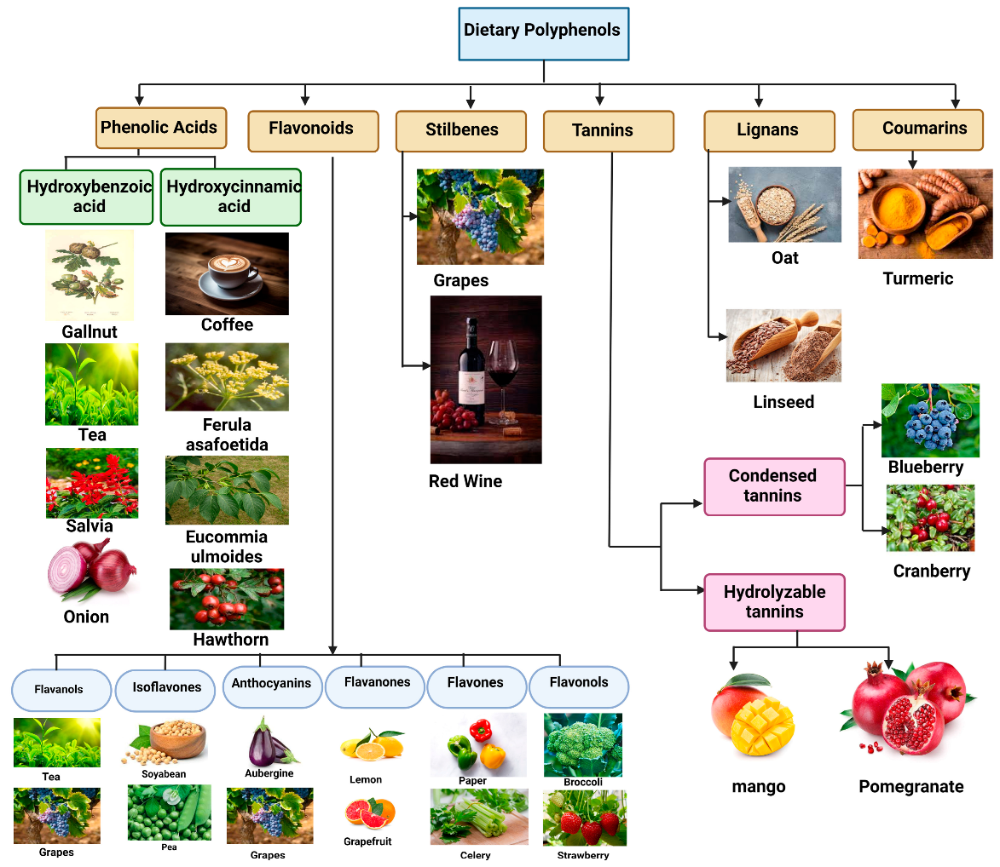 Dietary Polyphenols
Phenolic Acids
Flavonoids
Stilbenes
Tannins
Lignans
Coumarins
Hydroxybenzoic
acid
Hydroxycinnamic
acid
Gallnut
Tea
Salvia
Onion
Coffee
Ferula
asafoetida
Eucommia
ulmoides
Hawthorn
Grapes
Red Wine
Oat
Linseed
Turmeric
Condensed
tannins
Blueberry
Cranberry
Hydrolyzable
tannins
mango
Pomegranate
Flavanols
Isoflavones
Anthocyanins
Flavanones
Flavones
Flavonols
Tea
Soyabean
Aubergine
Lemon
Paper
Broccoli
Grapes
Pea
Grapes
Grapefruit
Celery
Strawberry